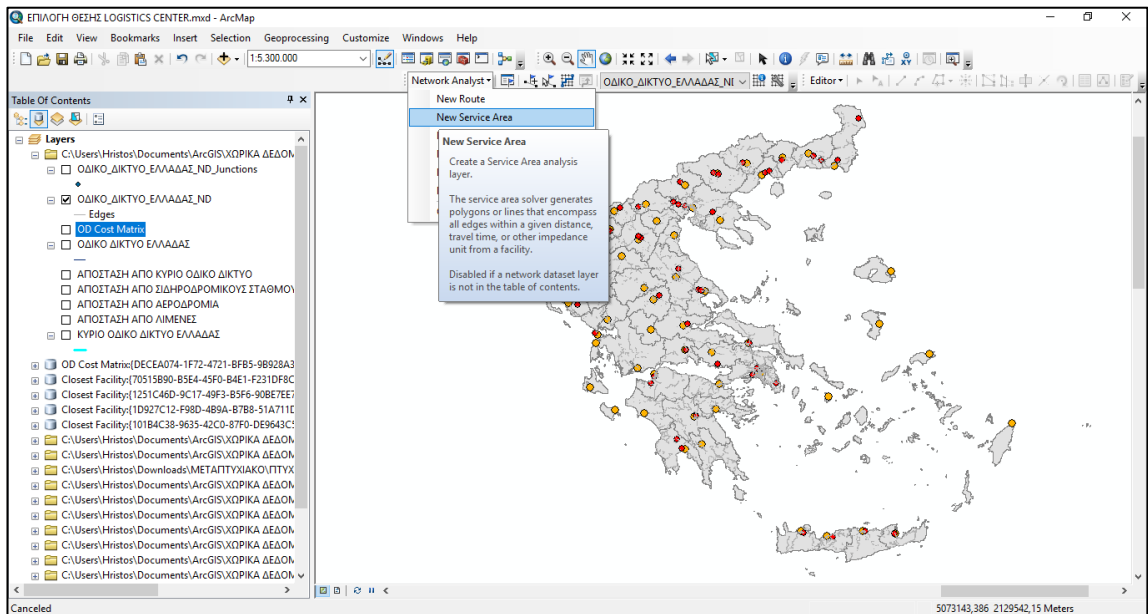 ΕΠΙΛΟΓΗ ΘΕΣΗΣ LOGISTICS CENTER.mxd - ArcMap
File Edit View Bookmarks Insert Selection Geoprocessing Customize Windows Help
1:5.300.000
Network Analyst ΟΔΙΚΟ_ΔΙΚΤΥΟ_ΕΛΛΑΔΑΣ_NI Editor
Table Of Contents
New Route
New Service Area
New Service Area
Create a Service Area analysis
layer.
The service area solver generates
polygons or lines that encompass
all edges within a given distance,
travel time, or other impedance
unit from a facility.
Disabled if a network dataset layer
is not in the table of contents.
Layers
C:\Users\Hristos\Documents\ArcGIS\ΧΩΡΙΚΑ ΔΕΔΟΜ
ΟΔΙΚΟ_ΔΙΚΤΥΟ_ΕΛΛΑΔΑΣ_ND_Junctions
ΟΔΙΚΟ_ΔΙΚΤΥΟ_ΕΛΛΑΔΑΣ_ND
Edges
OD Cost Matrix
ΟΔΙΚΟ ΔΙΚΤΥΟ ΕΛΛΑΔΑΣ
ΑΠΟΣΤΑΣΗ ΑΠΟ ΚΥΡΙΟ ΟΔΙΚΟ ΔΙΚΤΥΟ
ΑΠΟΣΤΑΣΗ ΑΠΟ ΣΙΔΗΡΟΔΡΟΜΙΚΟΥΣ ΣΤΑΘΜΟΥ
ΑΠΟΣΤΑΣΗ ΑΠΟ ΑΕΡΟΔΡΟΜΙΑ
ΑΠΟΣΤΑΣΗ ΑΠΟ ΛΙΜΕΝΕΣ
ΚΥΡΙΟ ΟΔΙΚΟ ΔΙΚΤΥΟ ΕΛΛΑΔΑΣ
OD Cost Matrix:{DECEA074-1F72-4721-BFB5-9B928A3
Closest Facility:{70515B90-B5E4-45F0-B4E1-F231DF8C
Closest Facility:{1251C46D-9C17-49F3-B5F6-90BE7EE7
Closest Facility:{1D927C12-F98D-4B9A-B7B8-51A711D
Closest Facility:{101B4C38-9635-42C0-87F0-DE9643C5
C:\Users\Hristos\Documents\ArcGIS\ΧΩΡΙΚΑ ΔΕΔΟΜ
C:\Users\Hristos\Documents\ArcGIS\ΧΩΡΙΚΑ ΔΕΔΟΜ
C:\Users\Hristos\Downloads\ΜΕΤΑΠΤΥΧΙΑΚΟ\ΠΤΥΧ
C:\Users\Hristos\Documents\ArcGIS\ΧΩΡΙΚΑ ΔΕΔΟΜ
C:\Users\Hristos\Documents\ArcGIS\ΧΩΡΙΚΑ ΔΕΔΟΜ
C:\Users\Hristos\Documents\ArcGIS\ΧΩΡΙΚΑ ΔΕΔΟΜ
C:\Users\Hristos\Documents\ArcGIS\ΧΩΡΙΚΑ ΔΕΔΟΜ
C:\Users\Hristos\Documents\ArcGIS\ΧΩΡΙΚΑ ΔΕΔΟΜ
C:\Users\Hristos\Documents\ArcGIS\ΧΩΡΙΚΑ ΔΕΔΟΜ
C:\Users\Hristos\Documents\ArcGIS\ΧΩΡΙΚΑ ΔΕΔΟΜ
Canceled
5073143,386 2129542,15 Meters